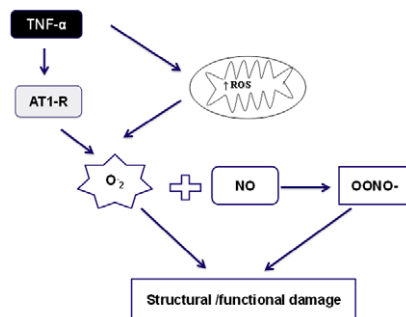 TNF-α
↑ROS
AT1-R
O⁻₂
NO
OONO-
Structural /functional damage